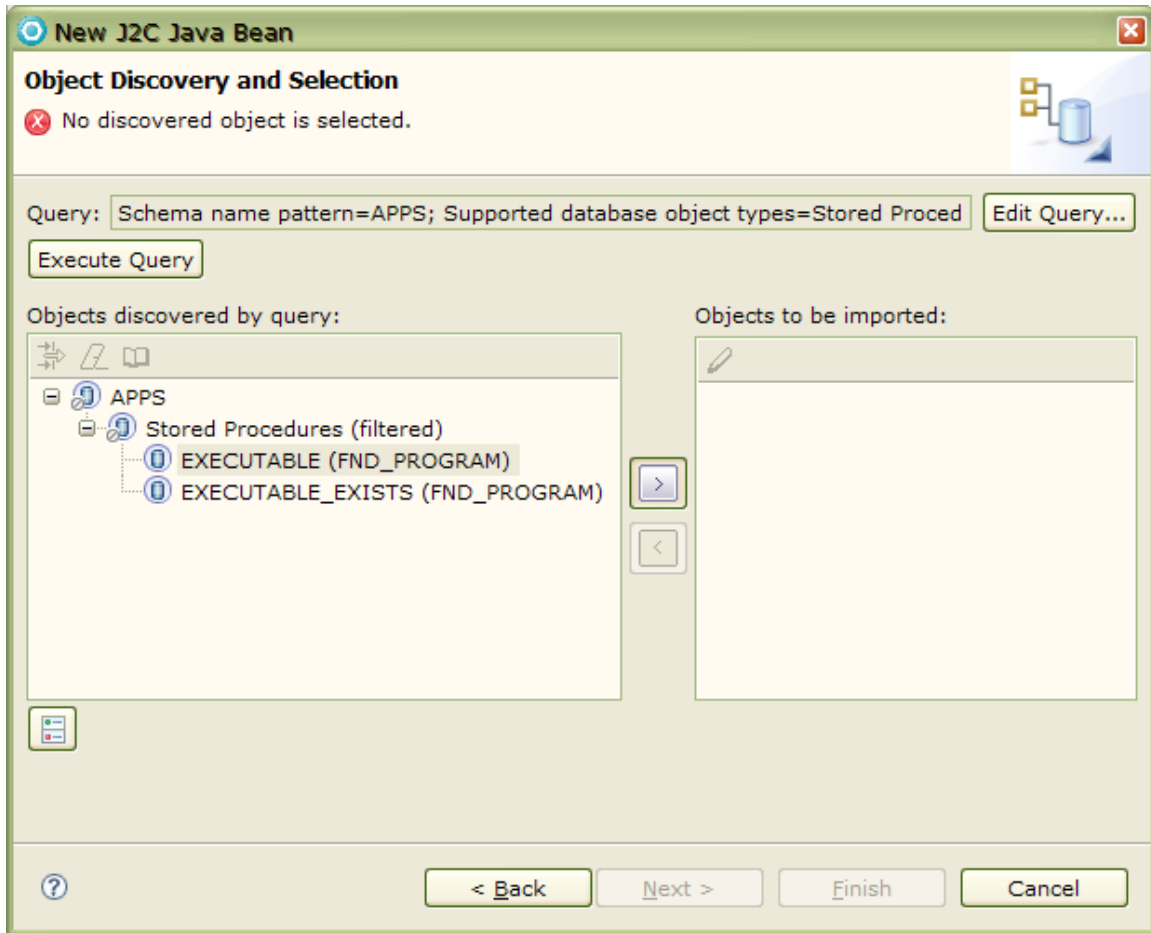 New J2C Java Bean
Object Discovery and Selection
No discovered object is selected.
Query: Schema name pattern=APPS; Supported database object types=Stored Proced Edit Query...
Execute Query
Objects discovered by query:
Objects to be imported:
APPS
Stored Procedures (filtered)
EXECUTABLE (FND_PROGRAM)
EXECUTABLE_EXISTS (FND_PROGRAM)
>
<
? < Back Next > Finish Cancel